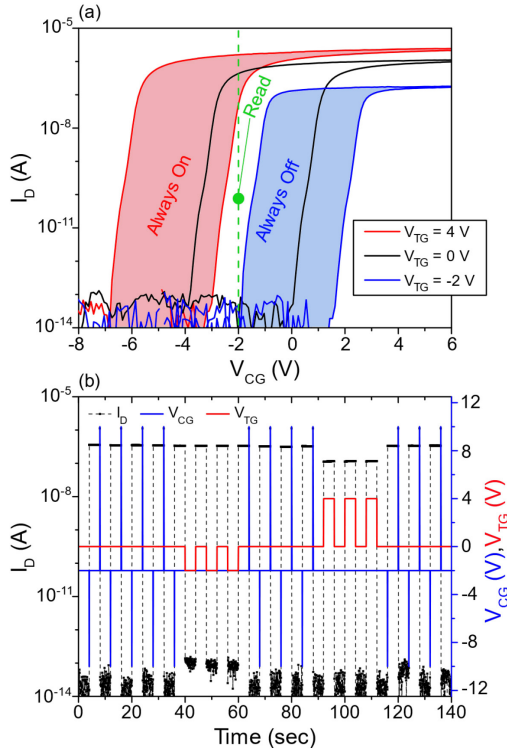 (a)
10^-5
10^-8
10^-11
10^-14
I_D (A)
Always On
Read
Always Off
V_TG = 4 V
V_TG = 0 V
V_TG = -2 V
-8 -6 -4 -2 0 2 4 6
V_CG (V)
(b)
10^-5
10^-8
10^-11
10^-14
I_D (A)
I_D V_CG V_TG
12
8
4
0
-4
-8
-12
V_CG (V), V_TG (V)
0 20 40 60 80 100 120 140
Time (sec)